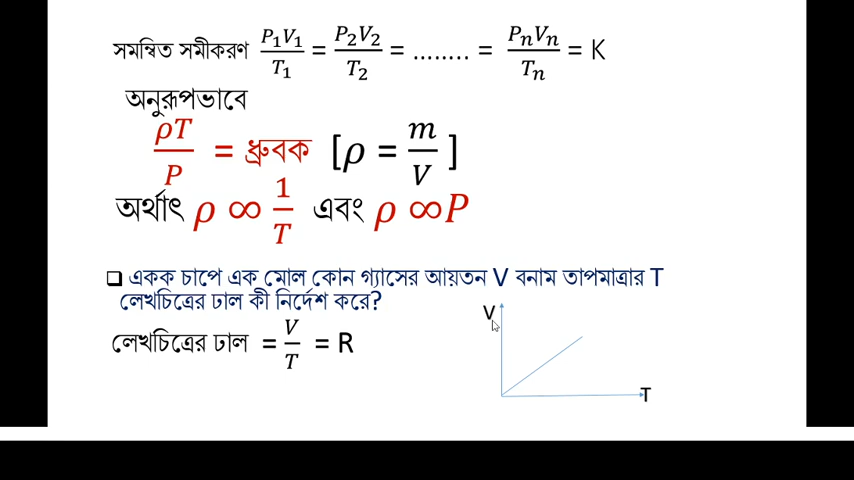 সমন্বিত সমীকরণ P₁V₁/T₁ = P₂V₂/T₂ = ........ = PₙVₙ/Tₙ = K
অনুরূপভাবে
ρT/P = ধ্রুবক [ρ = m/V]
অর্থাৎ ρ ∞ 1/T এবং ρ ∞P
❑ একক চাপে এক মোল কোন গ্যাসের আয়তন V বনাম তাপমাত্রার T
লেখচিত্রের ঢাল কী নির্দেশ করে?
লেখচিত্রের ঢাল = V/T = R
V
T